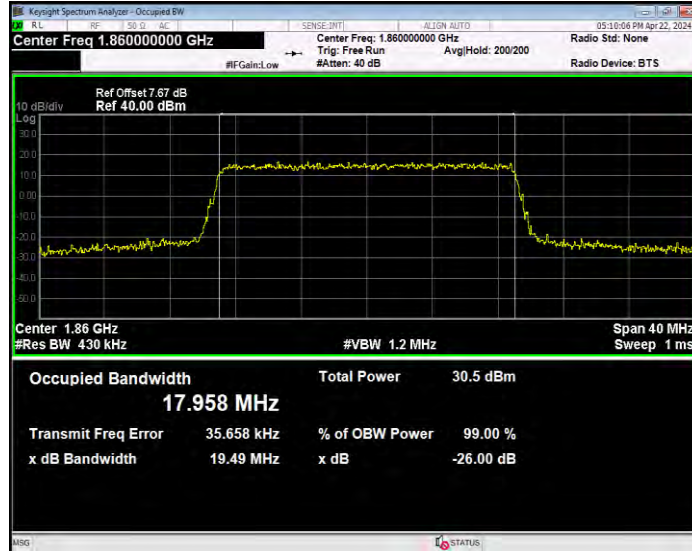 Keysight Spectrum Analyzer - Occupied BW
RL RF 50 Ω AC SENSE:INT ALIGN AUTO 05:10:06 PM Apr 22, 2024
Center Freq 1.860000000 GHz
Center Freq: 1.860000000 GHz
Radio Std: None
Trig: Free Run Avg|Hold: 200/200
#IFGain:Low #Atten: 40 dB Radio Device: BTS
Ref Offset 7.67 dB
10 dB/div Ref 40.00 dBm
Log
30.0
20.0
10.0
0.00
-10.0
-20.0
-30.0
-40.0
-50.0
Center 1.86 GHz Span 40 MHz
#Res BW 430 kHz #VBW 1.2 MHz Sweep 1 ms
Occupied Bandwidth Total Power 30.5 dBm
17.958 MHz
Transmit Freq Error 35.658 kHz % of OBW Power 99.00 %
x dB Bandwidth 19.49 MHz x dB -26.00 dB
MSG STATUS